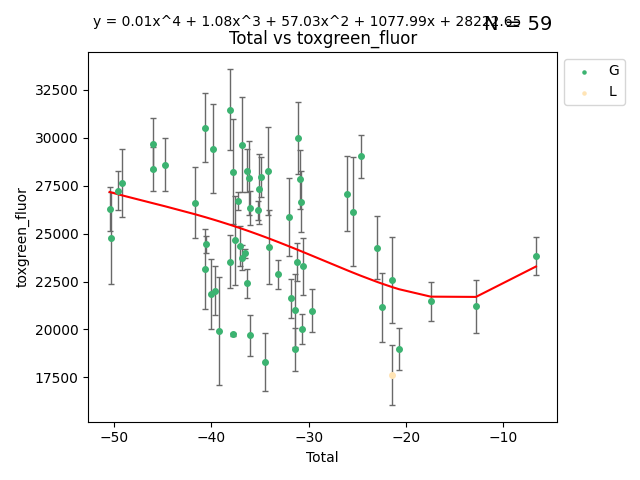 y = 0.01x^4 + 1.08x^3 + 57.03x^2 + 1077.99x + 28222.65
N = 59
Total vs toxgreen_fluor
G
L
32500
30000
27500
25000
22500
20000
17500
toxgreen_fluor
−50
−40
−30
−20
−10
Total